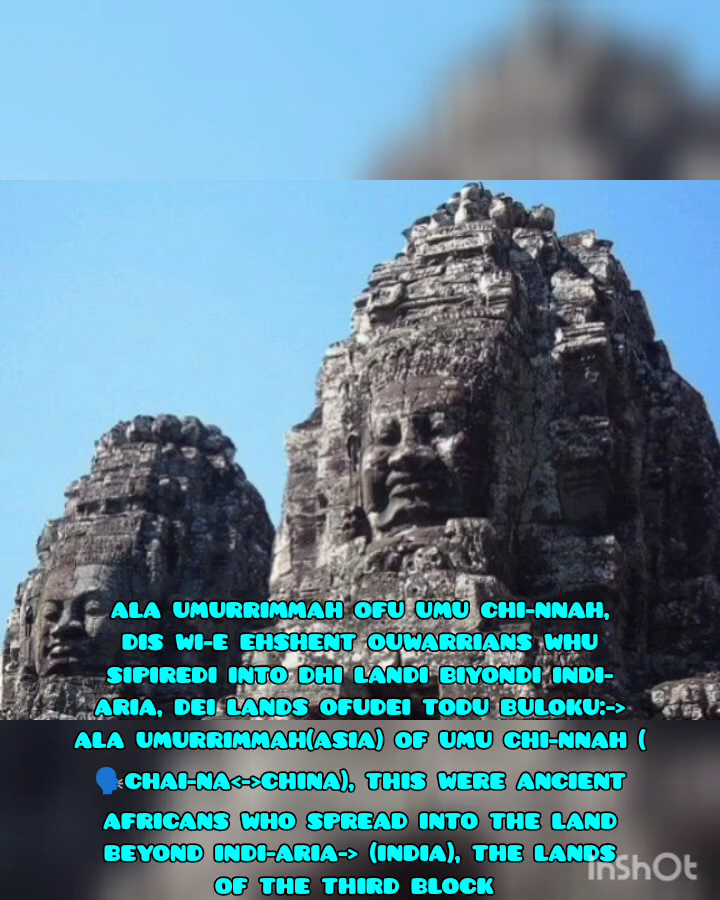 ALA UMURRIMMAH OFU UMU CHI-NNAH,
DIS WI-E EHSHENT OUWARRIANS WHU
SIPIREDI INTO DHI LANDI BIYONDI INDI-
ARIA, DEI LANDS OFUDEI TODU BULOKU:->
ALA UMURRIMMAH(ASIA) OF UMU CHI-NNAH (
🗣CHAI-NA<->CHINA), THIS WERE ANCIENT
AFRICANS WHO SPREAD INTO THE LAND
BEYOND INDI-ARIA-> (INDIA), THE LANDS
OF THE THIRD BLOCK
InShOt